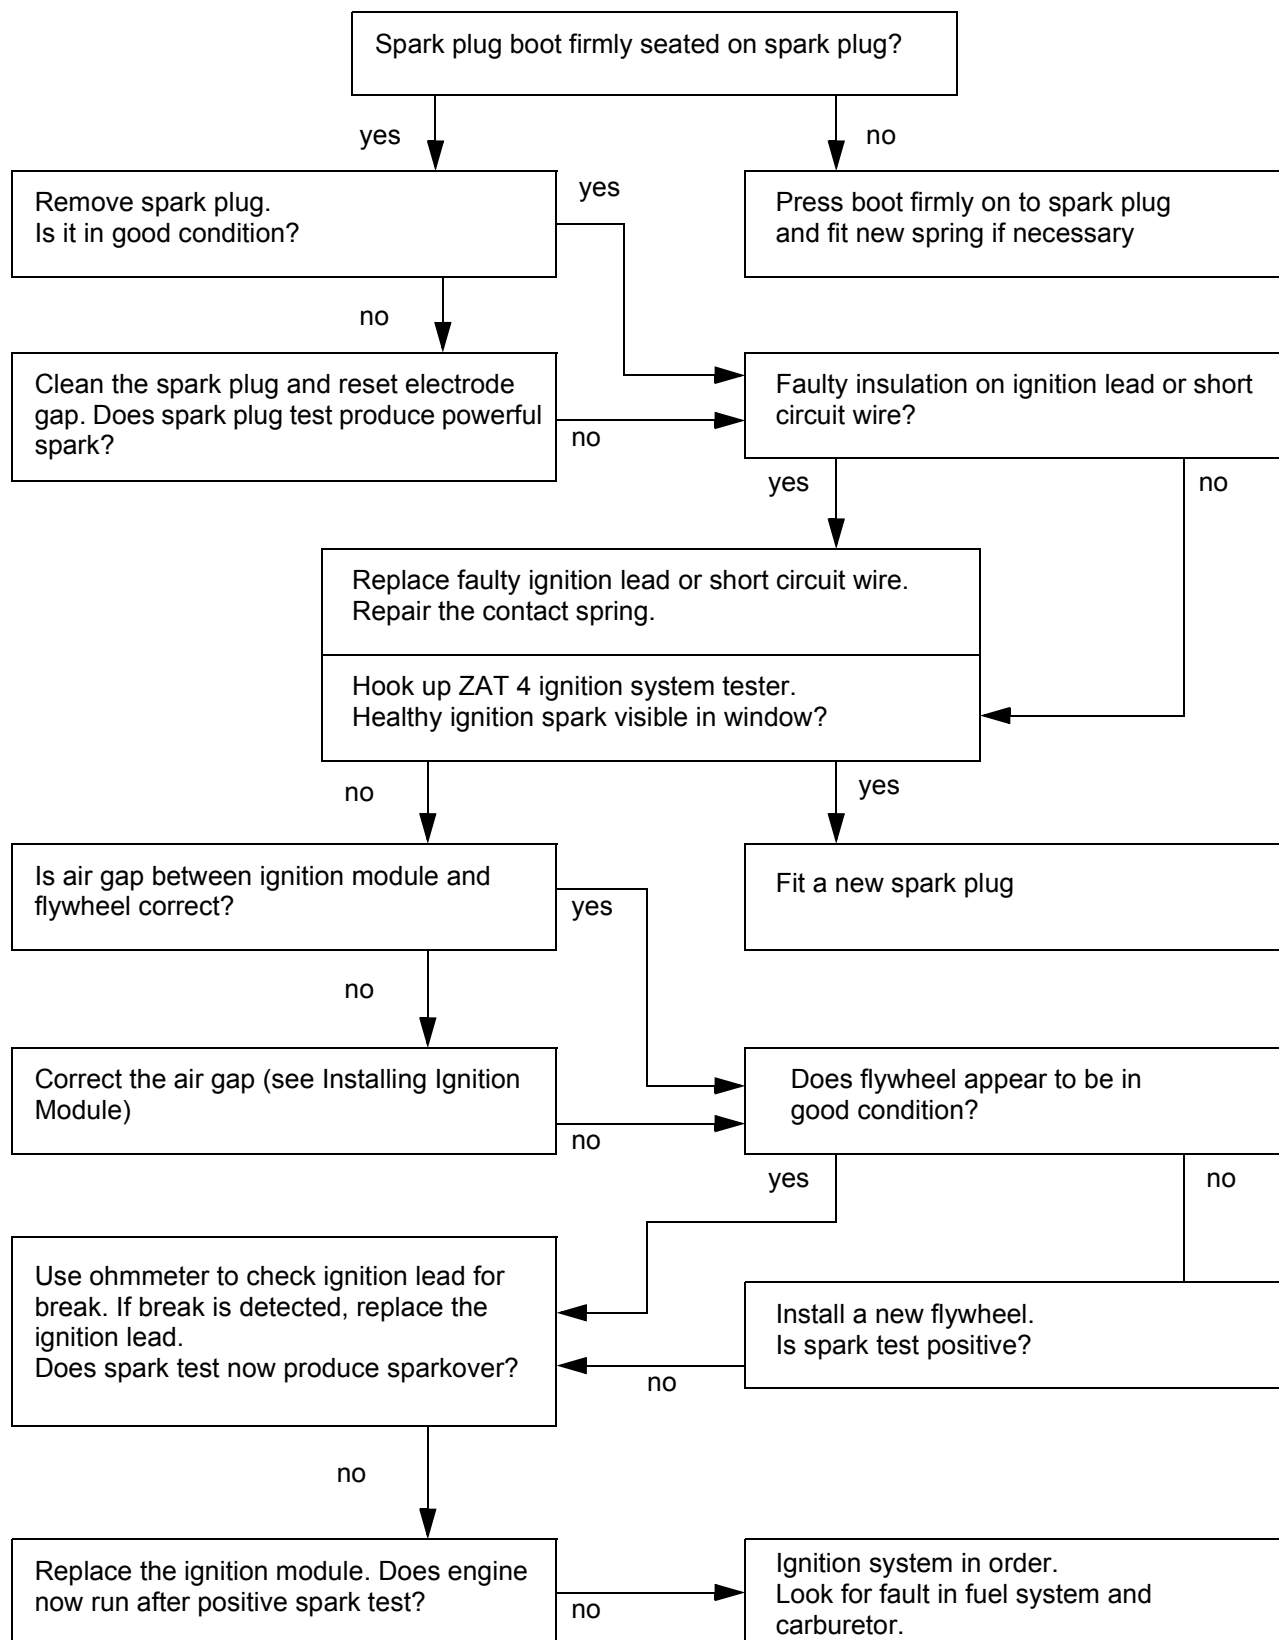 Spark plug boot firmly seated on spark plug?
yes
no
Remove spark plug.
Is it in good condition?
yes
Press boot firmly on to spark plug
and fit new spring if necessary
no
Clean the spark plug and reset electrode
gap. Does spark plug test produce powerful
spark?
no
Faulty insulation on ignition lead or short
circuit wire?
yes
no
Replace faulty ignition lead or short circuit wire.
Repair the contact spring.
Hook up ZAT 4 ignition system tester.
Healthy ignition spark visible in window?
no
yes
Is air gap between ignition module and
flywheel correct?
yes
Fit a new spark plug
no
Correct the air gap (see Installing Ignition
Module)
no
Does flywheel appear to be in
good condition?
yes
no
Use ohmmeter to check ignition lead for
break. If break is detected, replace the
ignition lead.
Does spark test now produce sparkover?
Install a new flywheel.
Is spark test positive?
no
no
Replace the ignition module. Does engine
now run after positive spark test?
no
Ignition system in order.
Look for fault in fuel system and
carburetor.